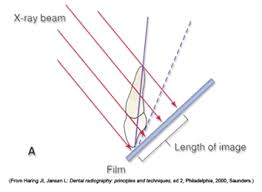 X-ray beam
A
Length of image
Film
(From Haring JI, Jansen L: Dental radiography: principles and techniques, ed 2, Philadelphia, 2000, Saunders.)